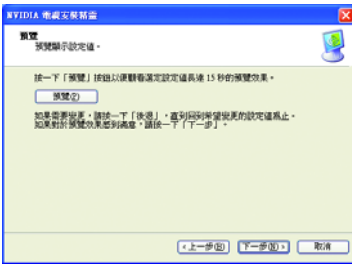 NVIDIA 電視安裝精靈
預覽
預覽顯示設定值。
按一下「預覽」按鈕以便觀看選定設定值長達 15 秒的預覽效果。
預覽(P)
如果需要變更，請按一下「後退」，直到回到希望變更的設定值為止。
如果對於預覽效果感到滿意，請按一下「下一步」。
<上一步(B)
下一步(N)>
取消